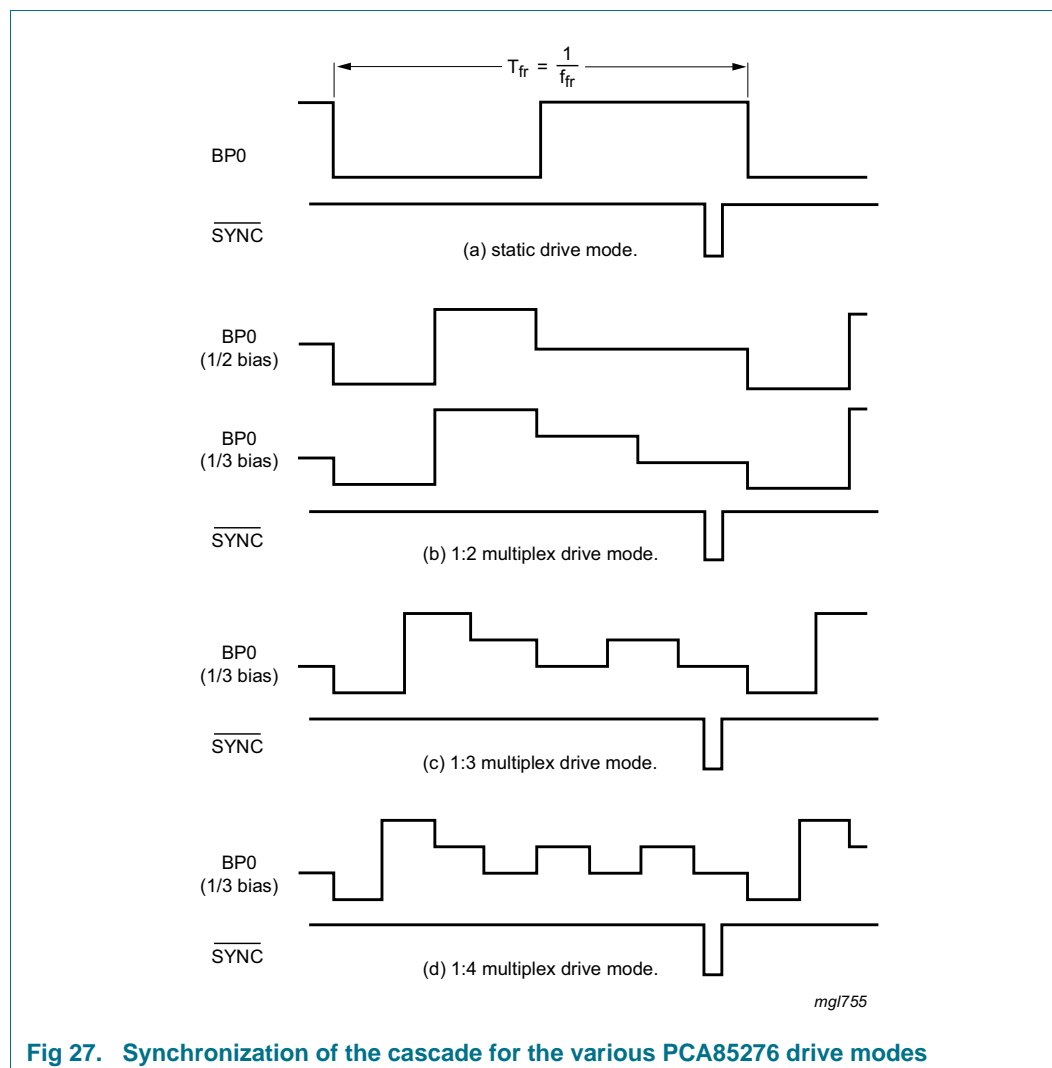 T_fr = 1/f_fr
BP0
SYNC
(a) static drive mode.
BP0
(1/2 bias)
BP0
(1/3 bias)
SYNC
(b) 1:2 multiplex drive mode.
BP0
(1/3 bias)
SYNC
(c) 1:3 multiplex drive mode.
BP0
(1/3 bias)
SYNC
(d) 1:4 multiplex drive mode.
mgl755
Fig 27. Synchronization of the cascade for the various PCA85276 drive modes